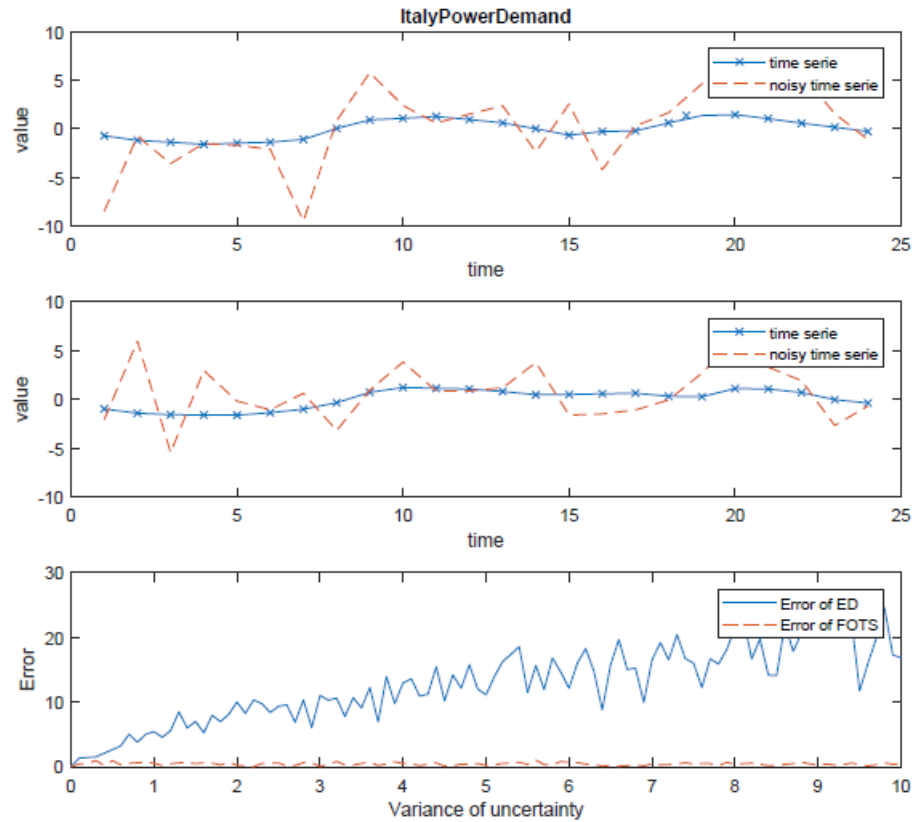 ItalyPowerDemand
10
5
0
-5
-10
value
time serie
noisy time serie
0 5 10 15 20 25
time
10
5
0
-5
-10
value
time serie
noisy time serie
0 5 10 15 20 25
time
30
20
10
0
Error
Error of ED
Error of FOTS
0 1 2 3 3 4 5 6 7 8 10
Variance of uncertainty